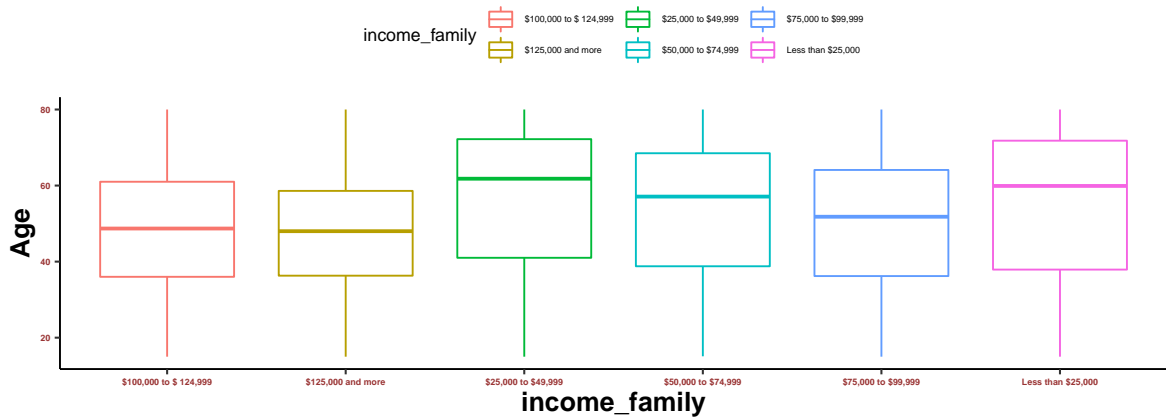 income_family
$100,000 to $ 124,999
$25,000 to $49,999
$75,000 to $99,999
$125,000 and more
$50,000 to $74,999
Less than $25,000
Age
80
60
40
20
$100,000 to $ 124,999
$125,000 and more
$25,000 to $49,999
$50,000 to $74,999
$75,000 to $99,999
Less than $25,000
income_family